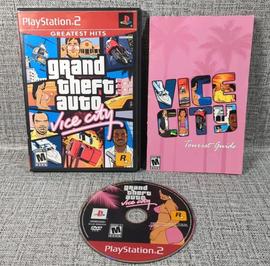 PlayStation 2
GREATEST HITS
grand
theft
auto
Vice City
M
R
VICE
CITY
Tourist Guide
M
R
grand
theft
auto
Vice City
M
PlayStation 2